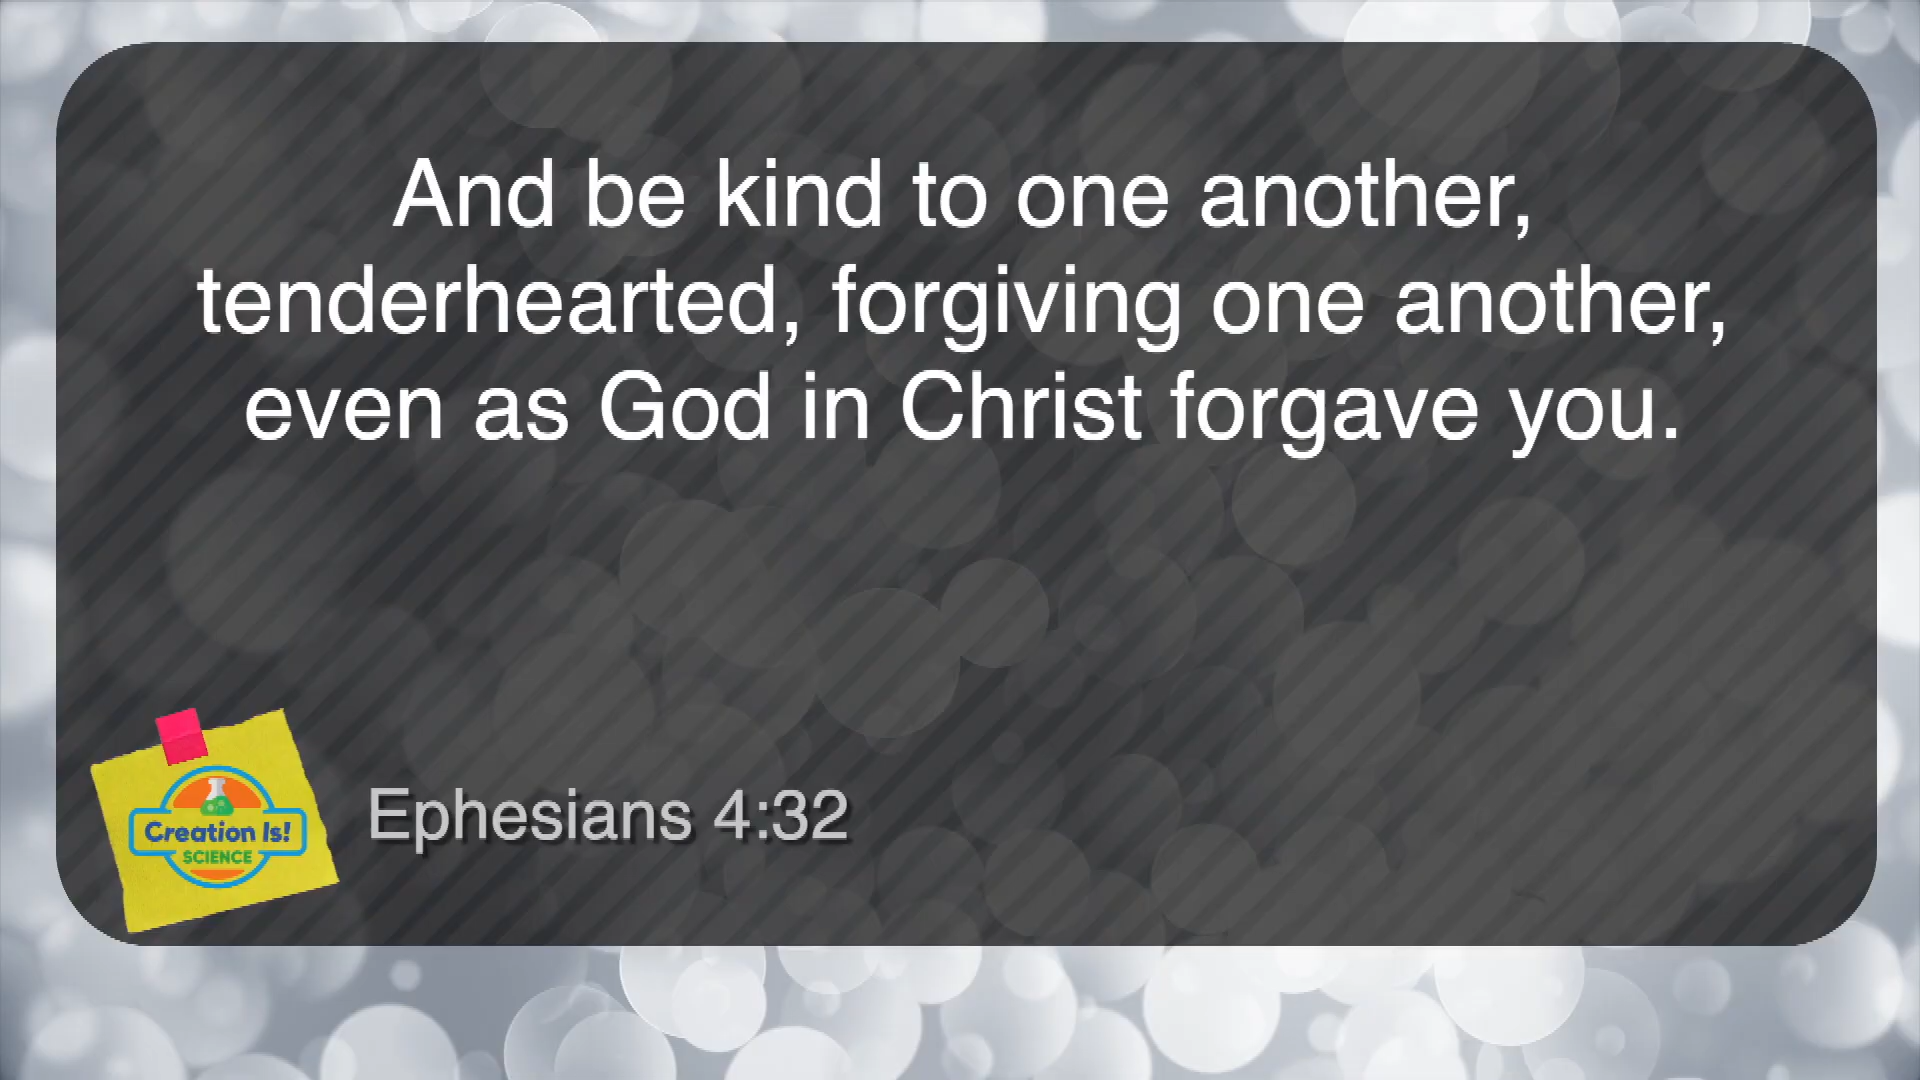 And be kind to one another,
tenderhearted, forgiving one another,
even as God in Christ forgave you.
Creation Is!
SCIENCE
Ephesians 4:32